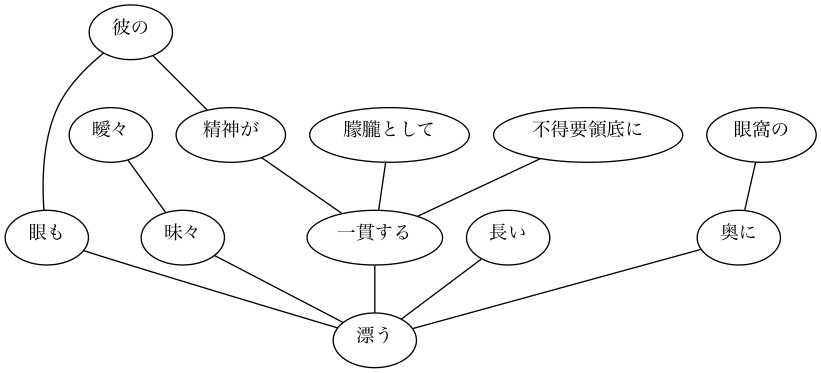 彼の
曖々
精神が
朦朧として
不得要領底に
眼窩の
眼も
昧々
一貫する
長い
奥に
漂う